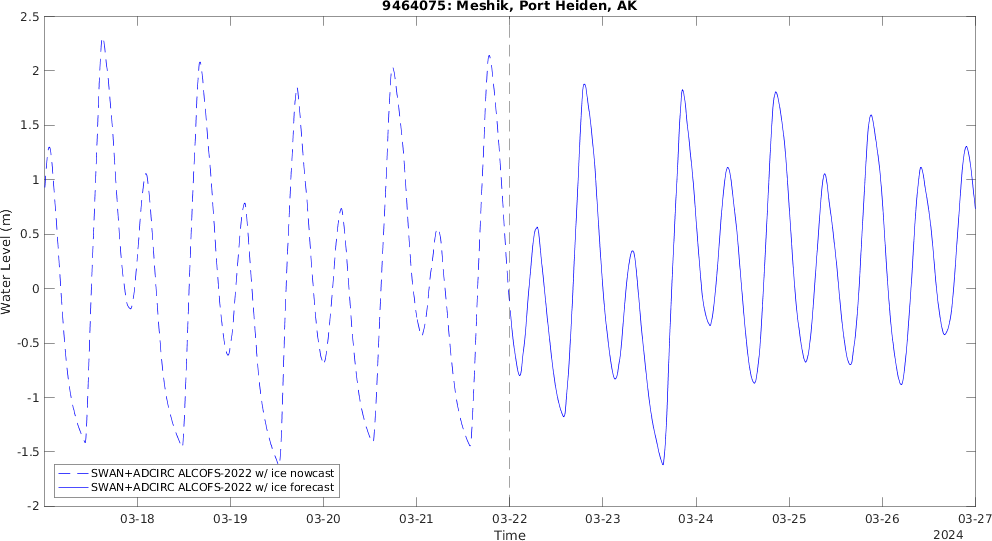 9464075: Meshik, Port Heiden, AK
2.5
2
1.5
1
0.5
0
-0.5
-1
-1.5
-2
Water Level (m)
SWAN+ADCIRC ALCOFS-2022 w/ ice nowcast
SWAN+ADCIRC ALCOFS-2022 w/ ice forecast
03-18 03-19 03-20 03-21 03-22 03-23 03-24 03-25 03-26 03-27
Time
2024